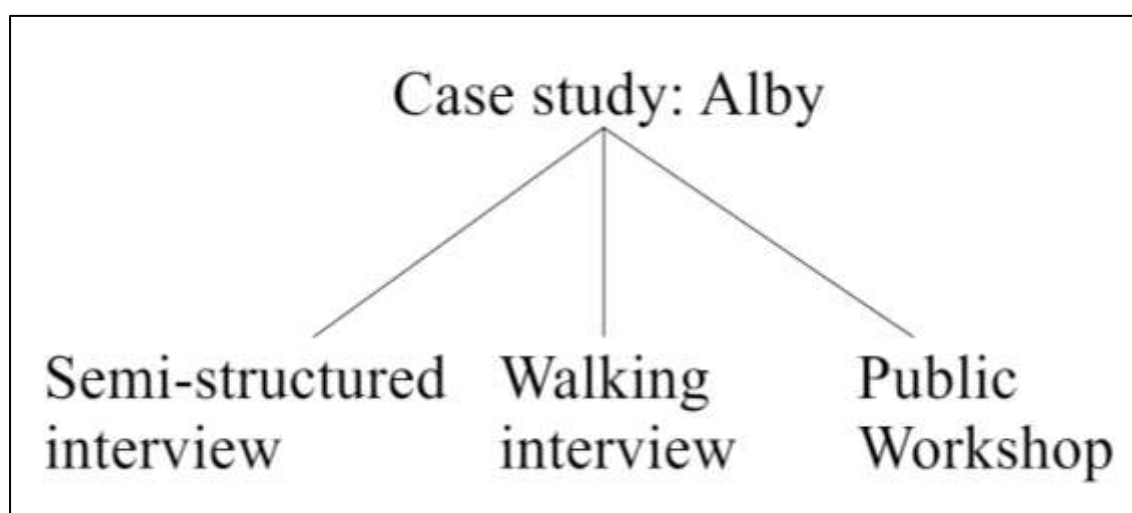 Case study: Alby
Semi-structured interview
Walking interview
Public Workshop